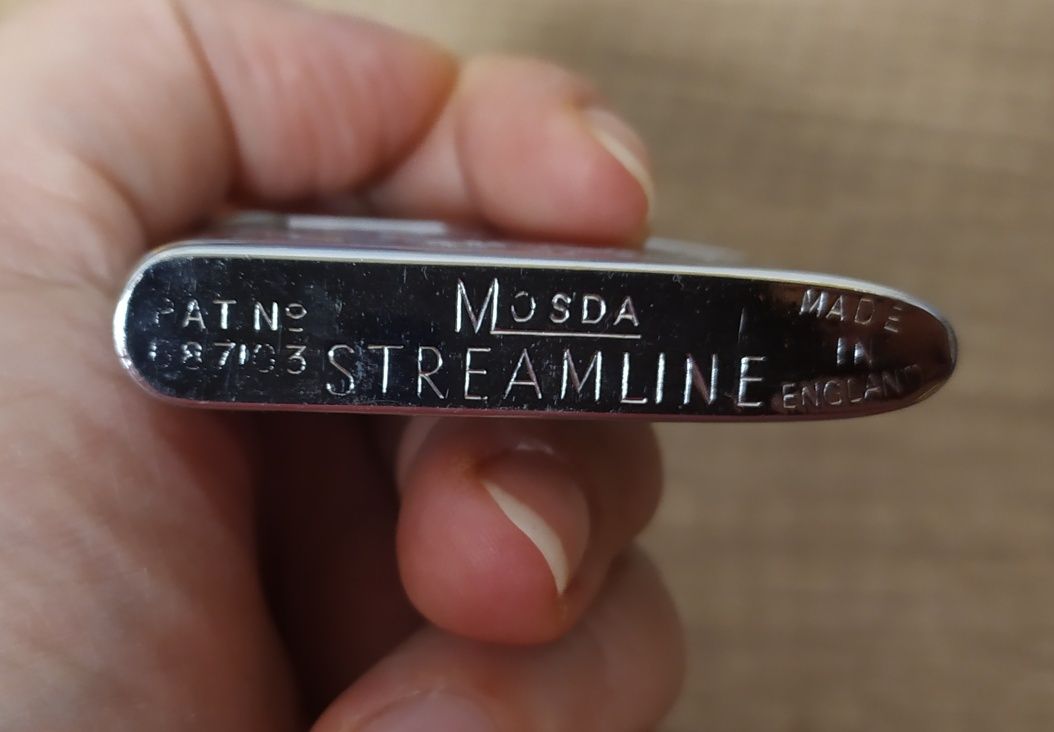 PAT Nº
MOSDA
STREAMLINE
MADE
IN
ENGLAND